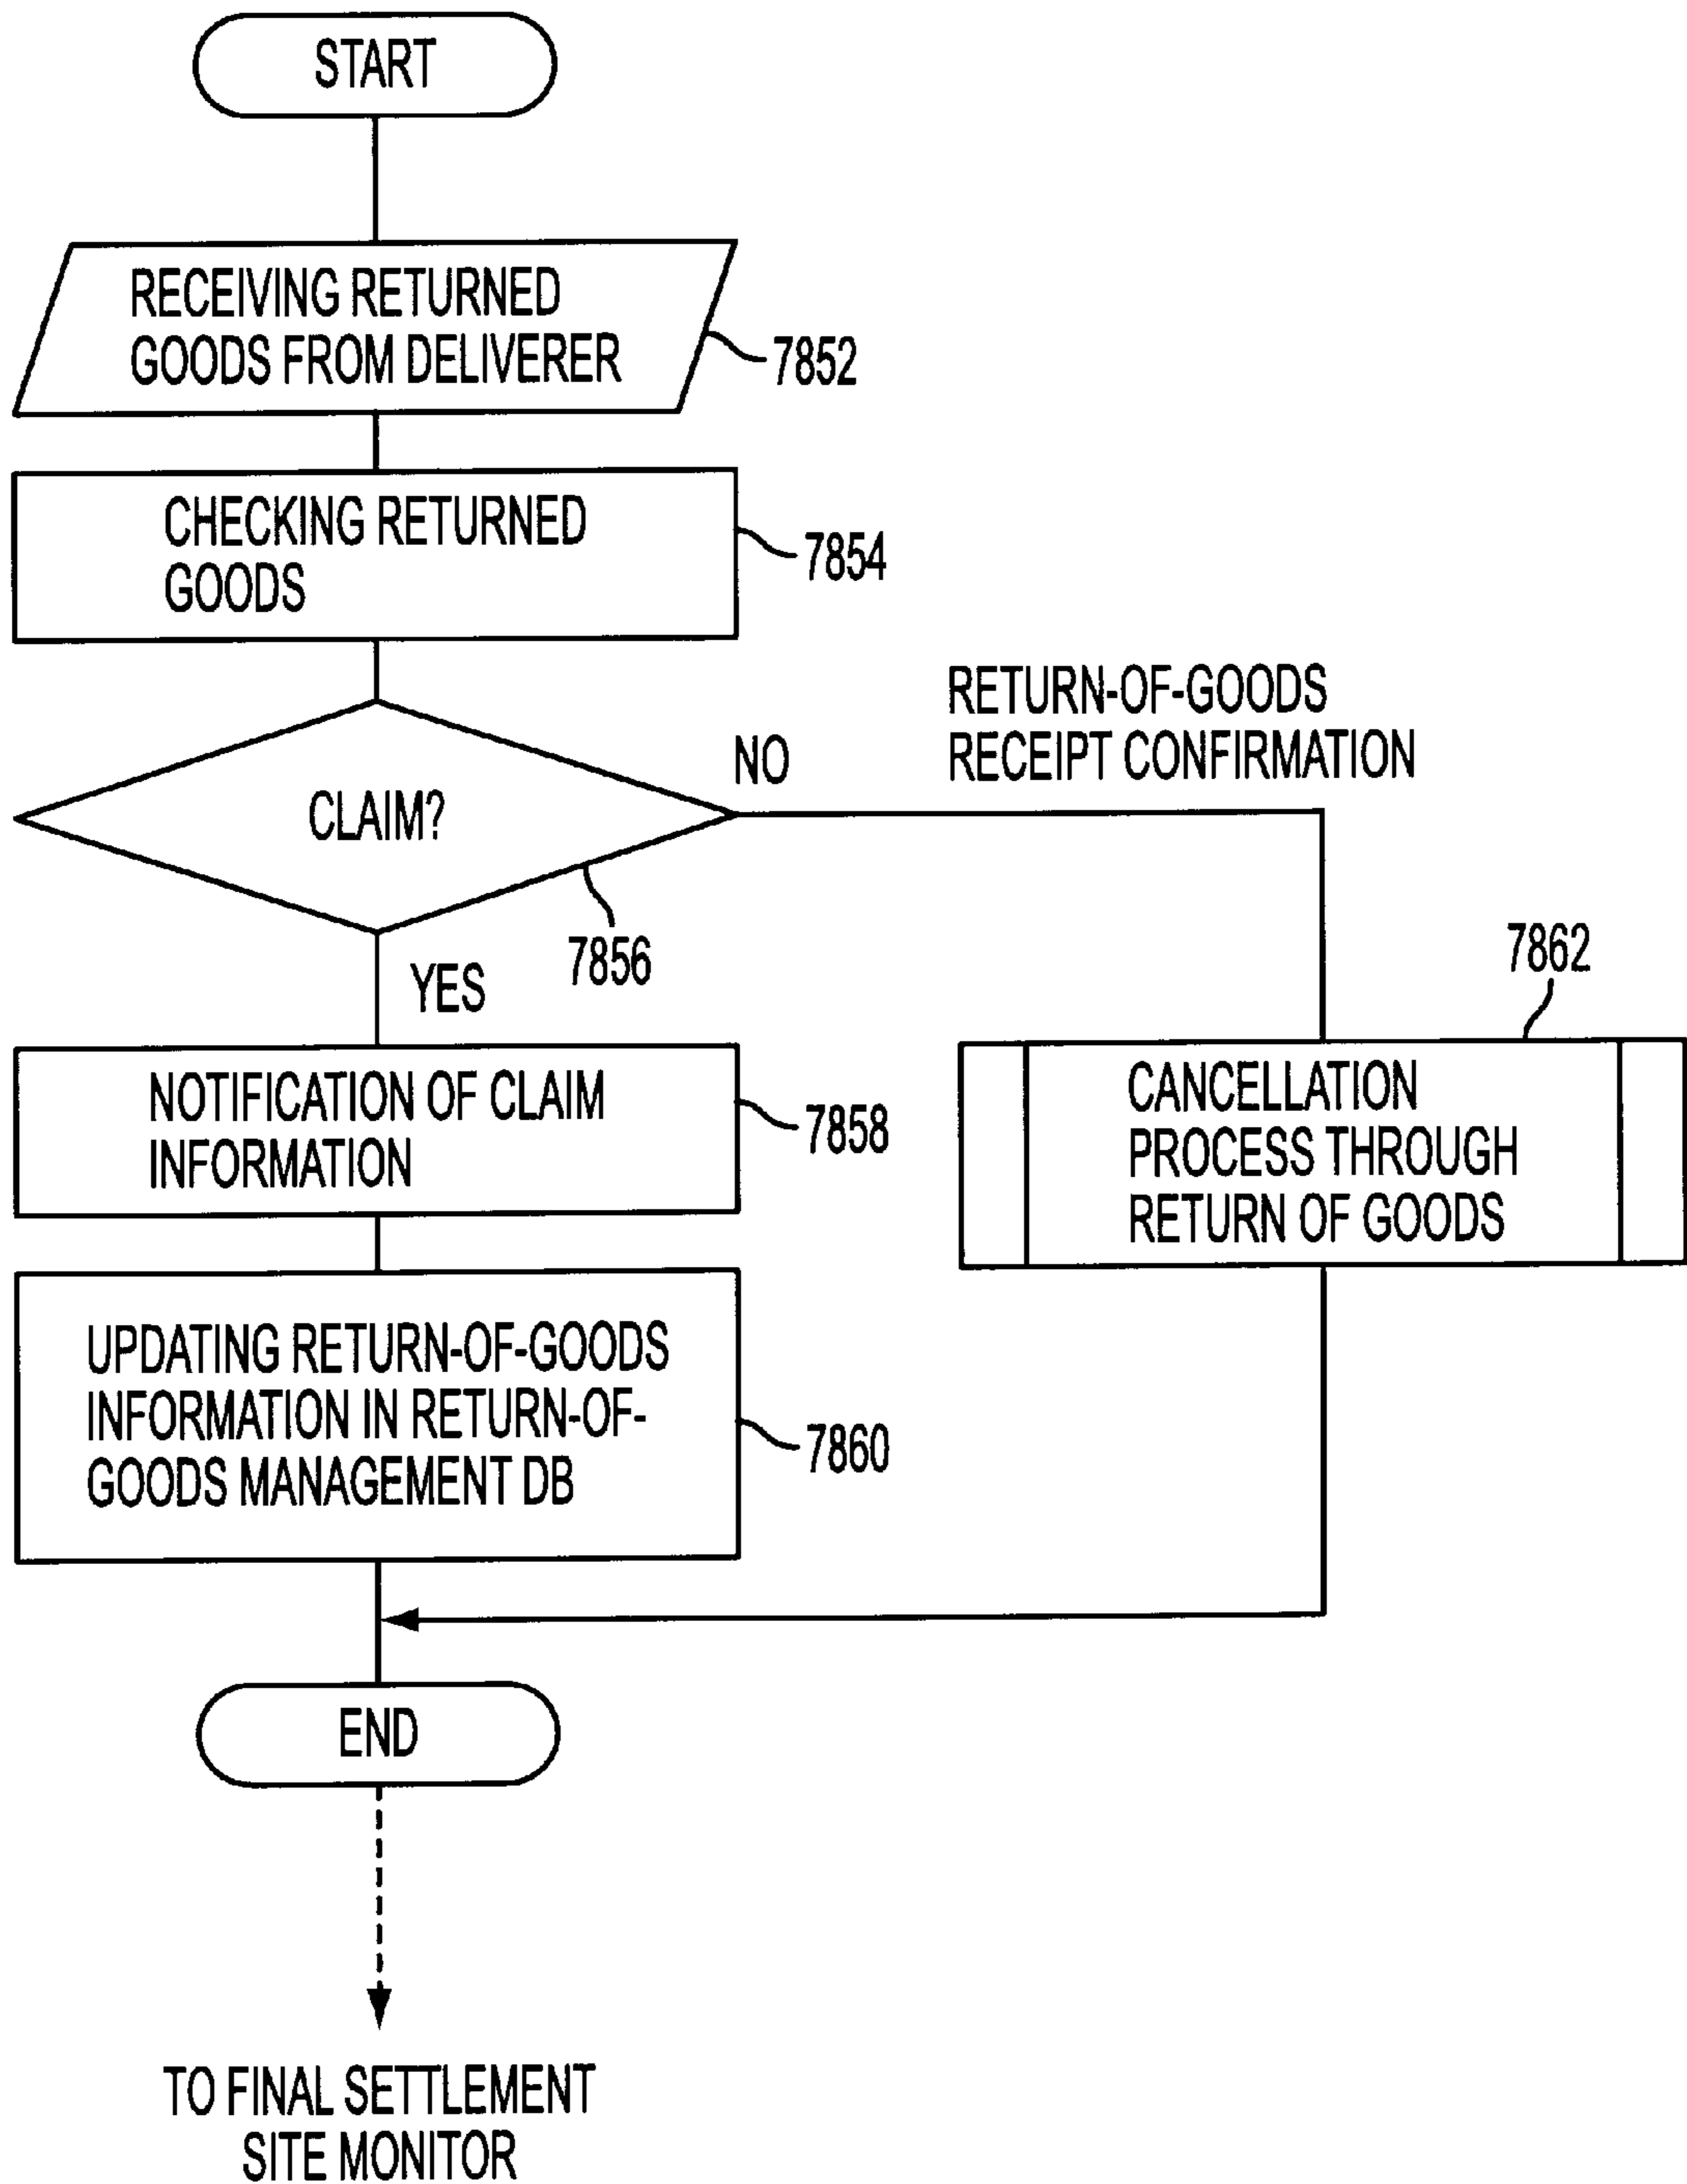 START
RECEIVING RETURNED
GOODS FROM DELIVERER
7852
CHECKING RETURNED
GOODS
7854
CLAIM?
7856
NO
RETURN-OF-GOODS
RECEIPT CONFIRMATION
YES
7862
NOTIFICATION OF CLAIM
INFORMATION
7858
CANCELLATION
PROCESS THROUGH
RETURN OF GOODS
UPDATING RETURN-OF-GOODS
INFORMATION IN RETURN-OF-
GOODS MANAGEMENT DB
7860
END
TO FINAL SETTLEMENT
SITE MONITOR